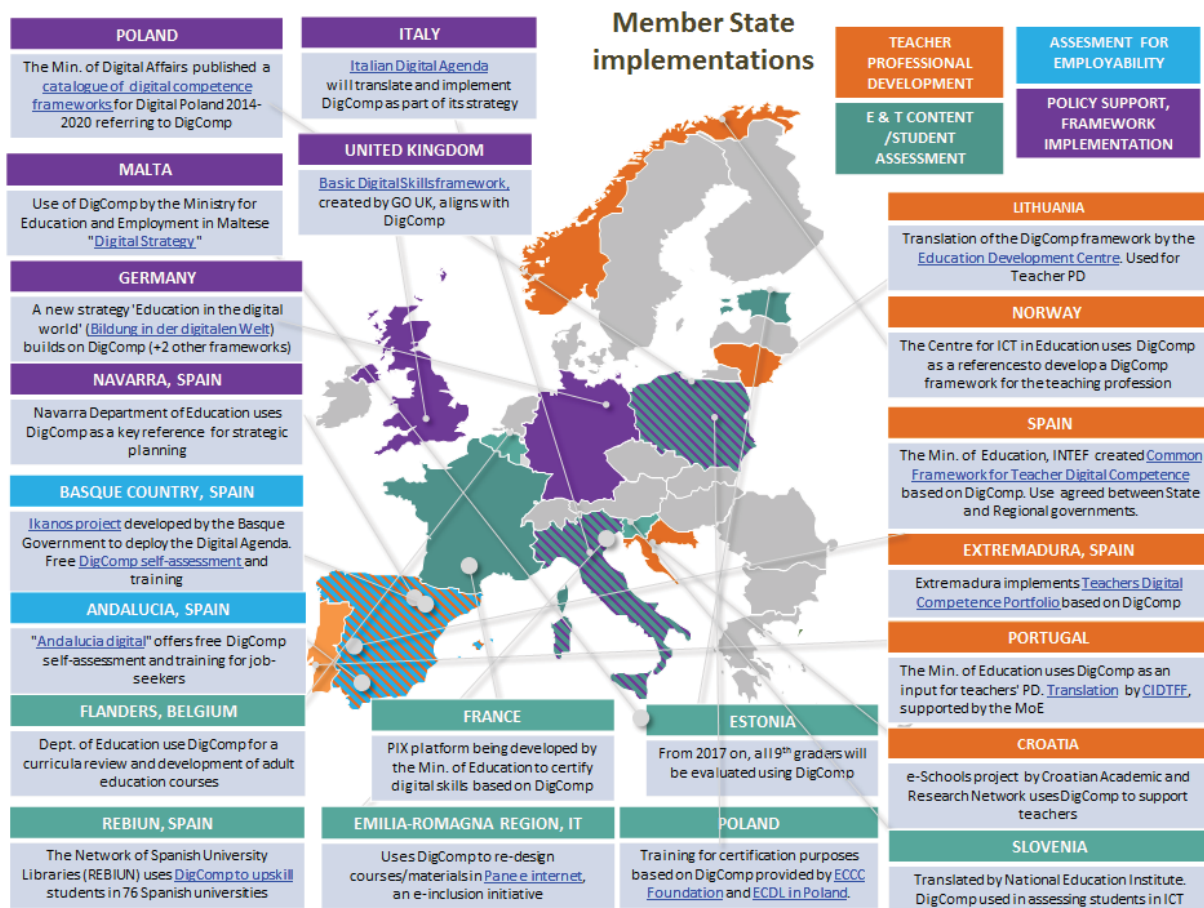 Member State
implementations
TEACHER
PROFESSIONAL
DEVELOPMENT
ASSESMENT FOR
EMPLOYABILITY
E & T CONTENT
/STUDENT
ASSESSMENT
POLICY SUPPORT,
FRAMEWORK
IMPLEMENTATION
POLAND
The Min. of Digital Affairs published a
catalogue of digital competence
frameworks for Digital Poland 2014-
2020 referring to DigComp
ITALY
Italian Digital Agenda
will translate and implement
DigComp as part of its strategy
UNITED KINGDOM
Basic Digital Skillsframework,
created by GO UK, aligns with
DigComp
MALTA
Use of DigComp by the Ministry for
Education and Employment in Maltese
"Digital Strategy"
GERMANY
A new strategy 'Education in the digital
world' (Bildung in der digitalen Welt)
builds on DigComp (+2 other frameworks)
NAVARRA, SPAIN
Navarra Department of Education uses
DigComp as a key reference for strategic
planning
BASQUE COUNTRY, SPAIN
Ikanos project developed by the Basque
Government to deploy the Digital Agenda.
Free DigComp self-assessment and
training
ANDALUCIA, SPAIN
"Andalucia digital" offers free DigComp
self-assessment and training for job-
seekers
FLANDERS, BELGIUM
Dept. of Education use DigComp for a
curricula review and development of adult
education courses
REBIUN, SPAIN
The Network of Spanish University
Libraries (REBIUN) uses DigComp to upskill
students in 76 Spanish universities
FRANCE
PIX platform being developed by
the Min. of Education to certify
digital skills based on DigComp
EMILIA-ROMAGNA REGION, IT
Uses DigComp to re-design
courses/materials in Pane e internet,
an e-inclusion initiative
ESTONIA
From 2017 on, all 9th graders will
be evaluated using DigComp
POLAND
Training for certification purposes
based on DigComp provided by ECCC
Foundation and ECDL in Poland.
LITHUANIA
Translation of the DigComp framework by the
Education Development Centre. Used for
Teacher PD
NORWAY
The Centre for ICT in Education uses DigComp
as a referencesto develop a DigComp
framework for the teaching profession
SPAIN
The Min. of Education, INTEF created Common
Framework for Teacher Digital Competence
based on DigComp. Use agreed between State
and Regional governments.
EXTREMADURA, SPAIN
Extremadura implements Teachers Digital
Competence Portfolio based on DigComp
PORTUGAL
The Min. of Education uses DigComp as an
input for teachers' PD. Translation by CIDTFF,
supported by the MoE
CROATIA
e-Schools project by Croatian Academic and
Research Network uses DigComp to support
teachers
SLOVENIA
Translated by National Education Institute.
DigComp used in assessing students in ICT